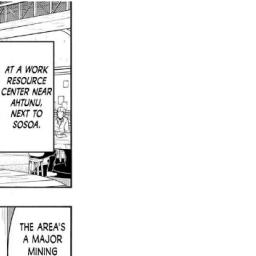 AT A WORK
RESOURCE
CENTER NEAR
AHTUNU,
NEXT TO
SOSOA.
THE AREA'S
A MAJOR
MINING